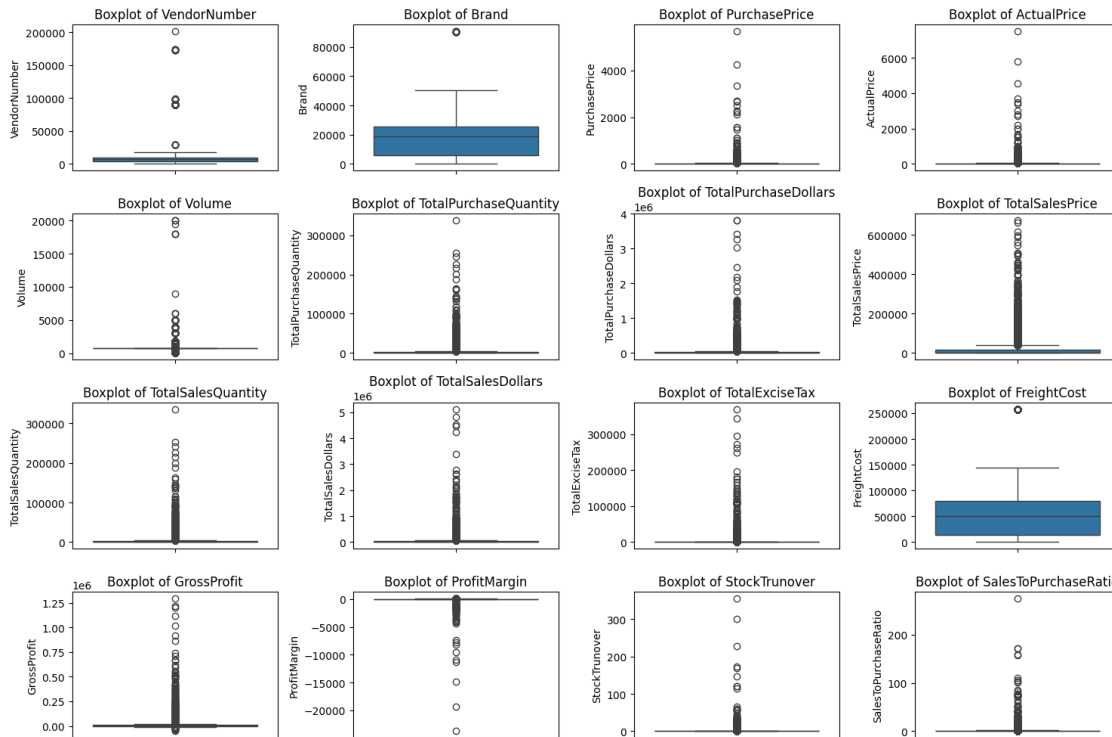 Boxplot of VendorNumber
VendorNumber
200000
150000
100000
50000
0
Boxplot of Brand
Brand
80000
60000
40000
20000
0
Boxplot of PurchasePrice
PurchasePrice
4000
2000
0
Boxplot of ActualPrice
ActualPrice
6000
4000
2000
0
Boxplot of Volume
Volume
20000
15000
10000
5000
0
Boxplot of TotalPurchaseQuantity
TotalPurchaseQuantity
300000
200000
100000
0
Boxplot of TotalPurchaseDollars
1e6
TotalPurchaseDollars
4
3
2
1
0
Boxplot of TotalSalesPrice
TotalSalesPrice
600000
400000
200000
0
Boxplot of TotalSalesQuantity
TotalSalesQuantity
300000
200000
100000
0
Boxplot of TotalSalesDollars
1e6
TotalSalesDollars
5
4
3
2
1
0
Boxplot of TotalExciseTax
TotalExciseTax
300000
200000
100000
0
Boxplot of FreightCost
FreightCost
250000
200000
150000
100000
50000
0
Boxplot of GrossProfit
1e6
GrossProfit
1.25
1.00
0.75
0.50
0.25
0.00
Boxplot of ProfitMargin
ProfitMargin
0
−5000
−10000
−15000
−20000
Boxplot of StockTrunover
StockTrunover
300
200
100
0
Boxplot of SalesToPurchaseRatio
SalesToPurchaseRatio
200
100
0